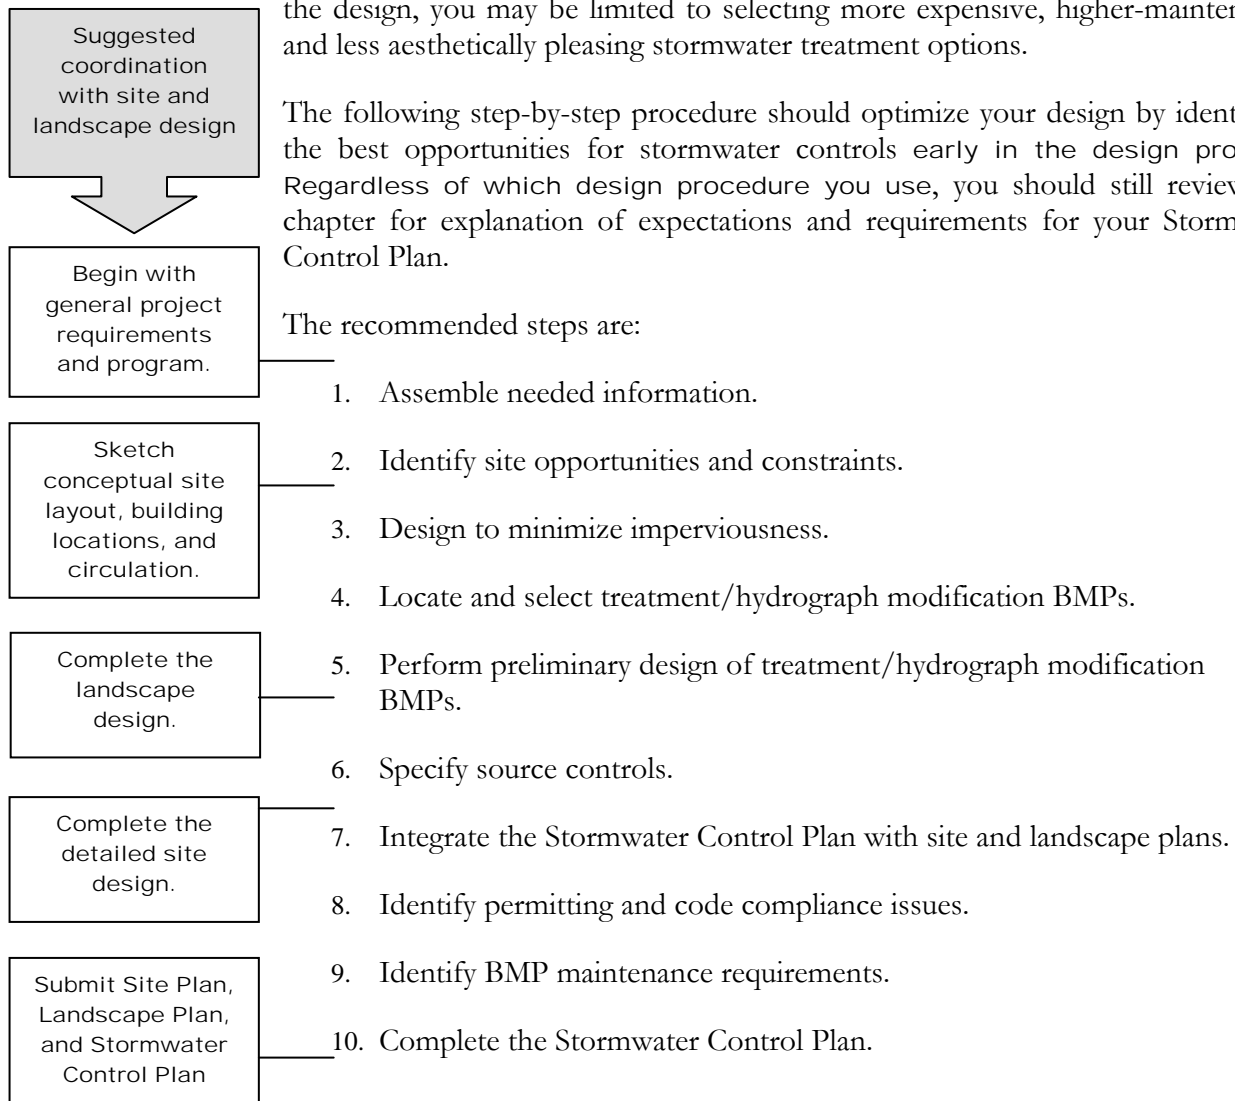 Suggested
coordination
with site and
landscape design
Begin with
general project
requirements
and program.
Sketch
conceptual site
layout, building
locations, and
circulation.
Complete the
landscape
design.
Complete the
detailed site
design.
Submit Site Plan,
Landscape Plan,
and Stormwater
Control Plan
the design, you may be limited to selecting more expensive, higher-mainten
and less aesthetically pleasing stormwater treatment options.
The following step-by-step procedure should optimize your design by ident
the best opportunities for stormwater controls early in the design pro
Regardless of which design procedure you use, you should still review
chapter for explanation of expectations and requirements for your Storm
Control Plan.
The recommended steps are:
1. Assemble needed information.
2. Identify site opportunities and constraints.
3. Design to minimize imperviousness.
4. Locate and select treatment/hydrograph modification BMPs.
5. Perform preliminary design of treatment/hydrograph modification
BMPs.
6. Specify source controls.
7. Integrate the Stormwater Control Plan with site and landscape plans.
8. Identify permitting and code compliance issues.
9. Identify BMP maintenance requirements.
10. Complete the Stormwater Control Plan.